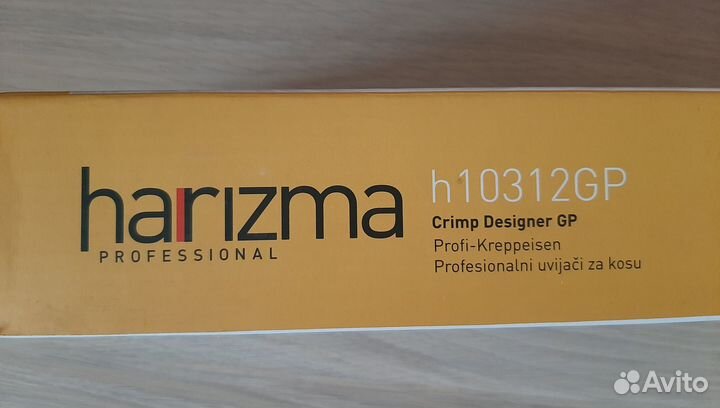 harizma
PROFESSIONAL
h10312GP
Crimp Designer GP
Profi-Kreppeisen
Profesionalni uvijači za kosu
Avito